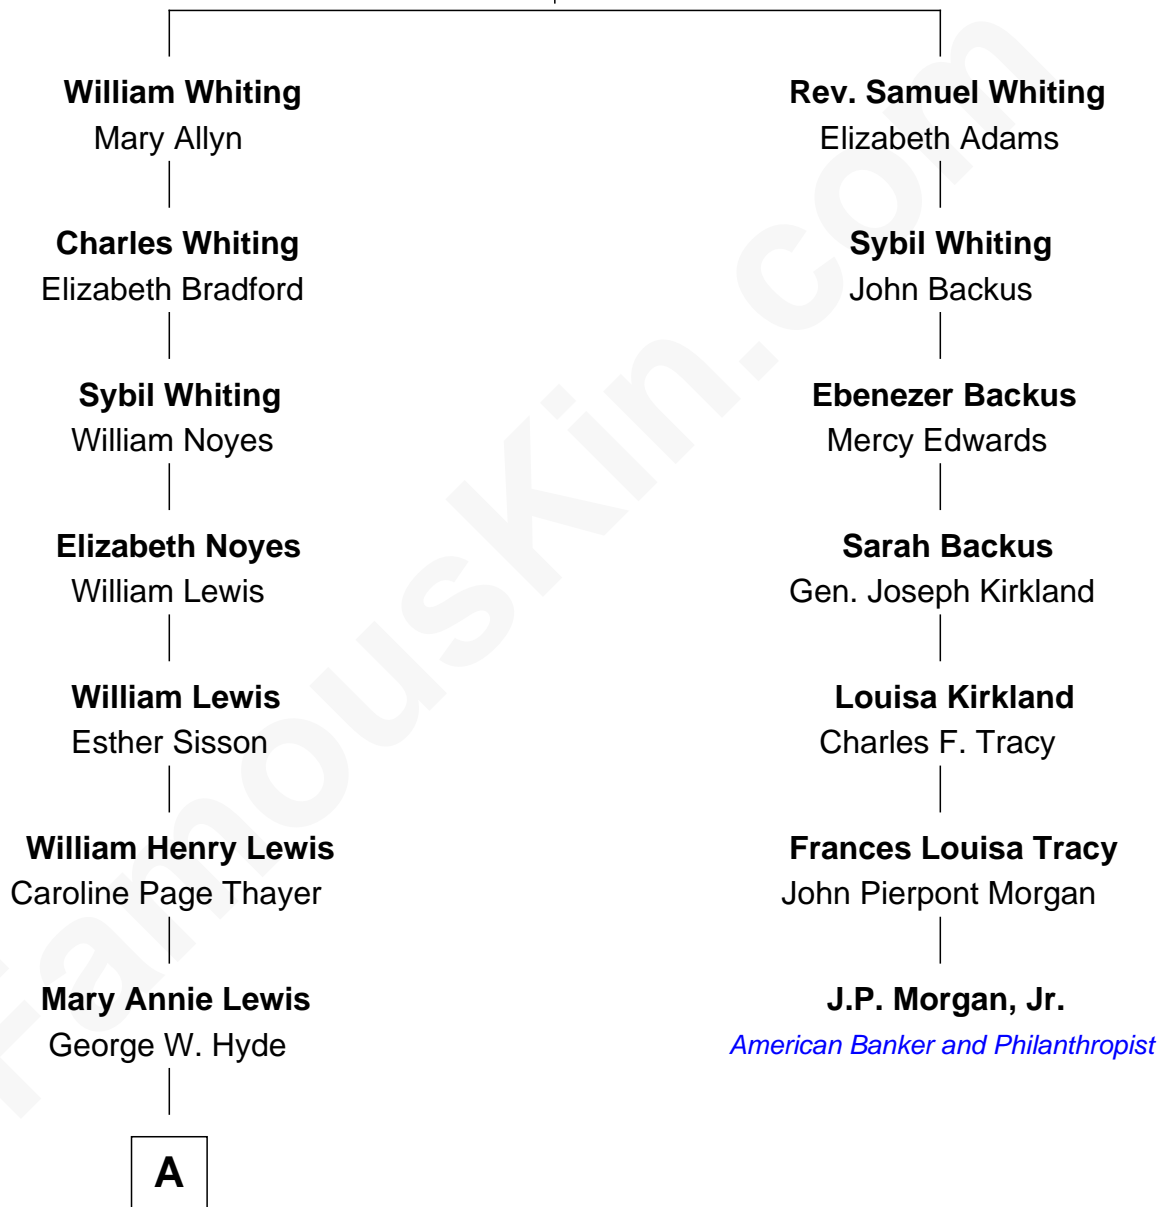 William Whiting
Mary Allyn
Charles Whiting
Elizabeth Bradford
Sybil Whiting
William Noyes
Elizabeth Noyes
William Lewis
William Lewis
Esther Sisson
William Henry Lewis
Caroline Page Thayer
Mary Annie Lewis
George W. Hyde
A
Rev. Samuel Whiting
Elizabeth Adams
Sybil Whiting
John Backus
Ebenezer Backus
Mercy Edwards
Sarah Backus
Gen. Joseph Kirkland
Louisa Kirkland
Charles F. Tracy
Frances Louisa Tracy
John Pierpont Morgan
J.P. Morgan, Jr.
American Banker and Philanthropist
FamousKin.com